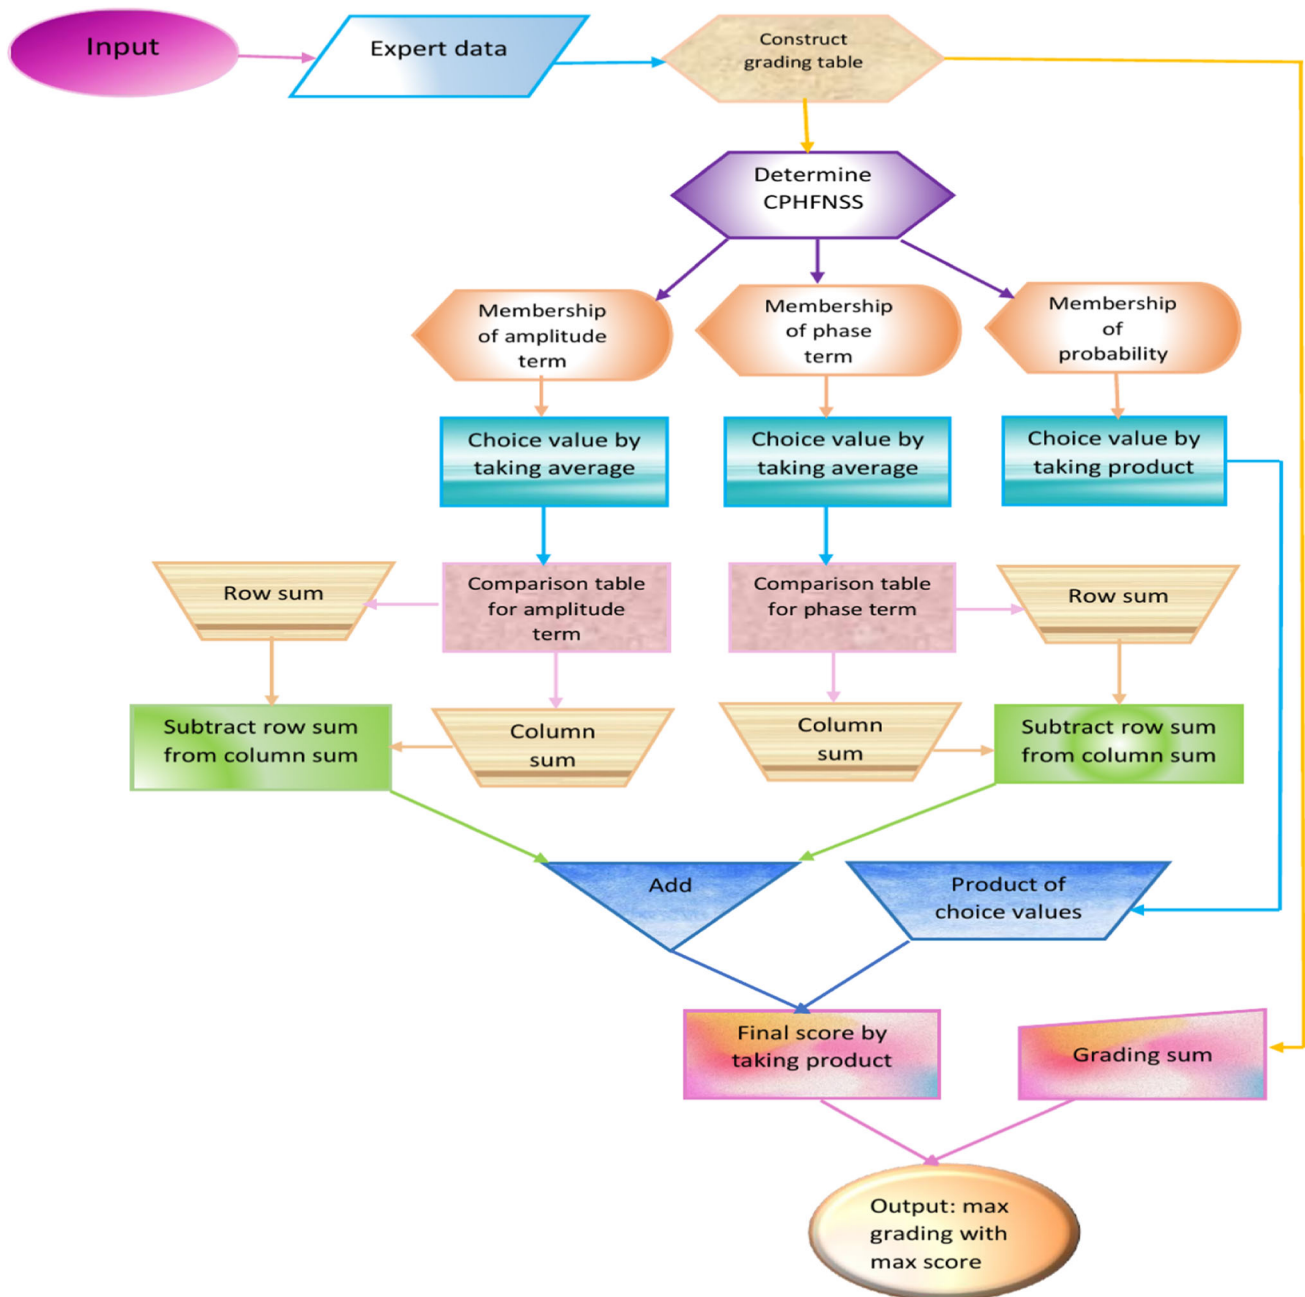 Input
Expert data
Construct
grading table
Determine
CPHFNSS
Membership
of amplitude
term
Membership
of phase
term
Membership
of
probability
Choice value by
taking average
Choice value by
taking average
Choice value by
taking product
Row sum
Comparison table
for amplitude
term
Comparison table
for phase term
Row sum
Subtract row sum
from column sum
Column
sum
Column
sum
Subtract row sum
from column sum
Add
Product of
choice values
Final score by
taking product
Grading sum
Output: max
grading with
max score